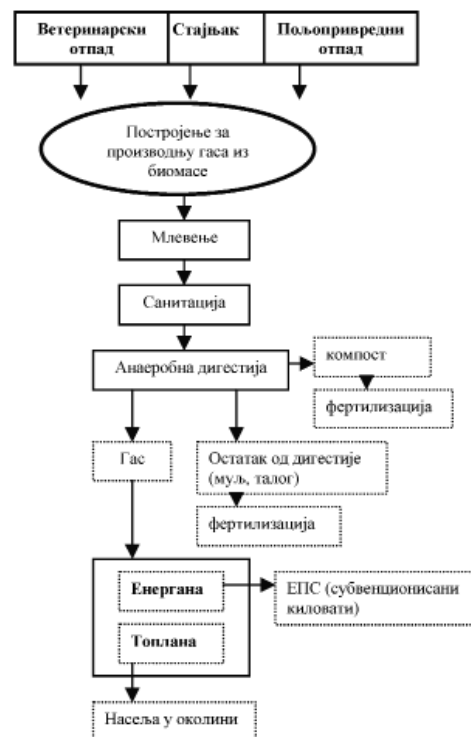 Ветеринарски
отпад
Стајњак
Пољопривредни
отпад
Постројење за
производњу гаса из
биомасе
Млевење
Санитација
Анаеробна дигестија
компост
фертилизација
Гас
Остатак од дигестије
(муљ, талог)
фертилизација
Енергана
ЕПС (субвенционисани
киловати)
Топлана
Насеља у околини